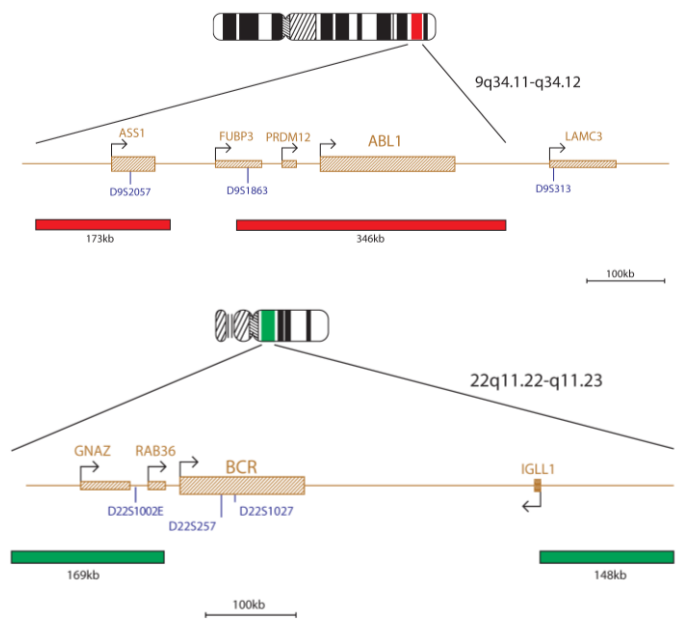 9q34.11-q34.12
ASS1
FUBP3
PRDM12
ABL1
LAMC3
D9S2057
D9S1863
D9S313
173kb
346kb
100kb
22q11.22-q11.23
GNAZ
RAB36
BCR
IGLL1
D22S1002E
D22S257
D22S1027
169kb
148kb
100kb